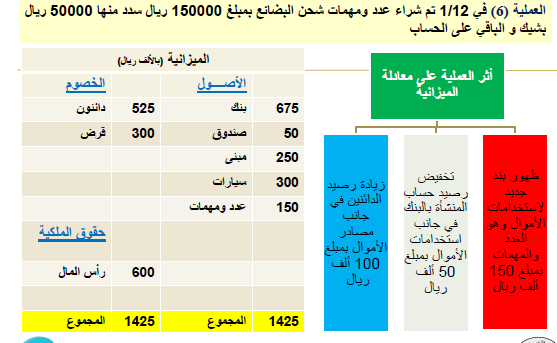 العملية (6) في 1/12 تم شراء عدد ومهمات شحن البضائع بمبلغ 150000 ريال سدد منها 50000 ريال
بشيك و الباقي على الحساب
أثر العملية على معادلة
الميزانية
ظهور بند
جديد
لاستخدامات
الأموال وهو
العدد
والمهمات
بمبلغ 150
ألف ريال
تخفيض
رصيد حساب
المنشأة بالبنك
في جانب
استخدامات
الأموال بمبلغ
50 ألف
ريال
زيادة رصيد
الدائنين في
جانب
مصادر
الأموال بمبلغ
100 ألف
ريال
الميزانية (بالألف ريال)
الأصـــول الخصوم
675 بنك 525 دائنون
50 صندوق 300 قرض
250 مبنى
300 سيارات
150 عدد ومهمات
حقوق الملكية
600 رأس المال
1425 المجموع 1425 المجموع